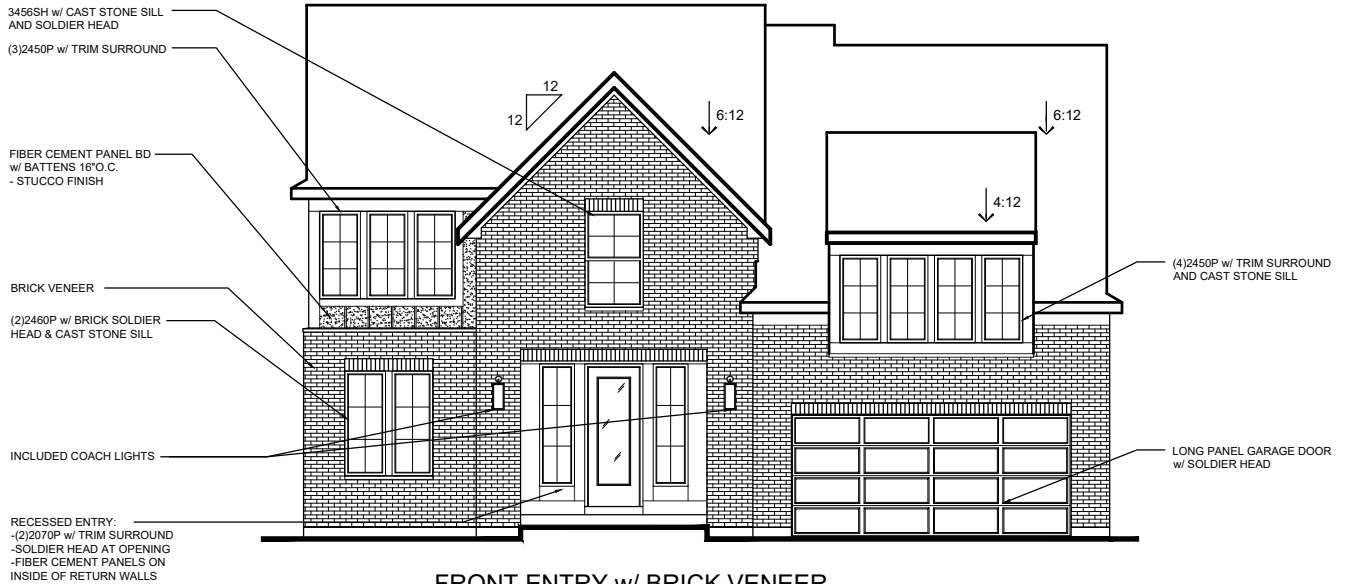 3456SH w/ CAST STONE SILL
AND SOLDIER HEAD
(3)2450P w/ TRIM SURROUND
FIBER CEMENT PANEL BD
w/ BATTENS 16"O.C.
- STUCCO FINISH
BRICK VENEER
(2)2460P w/ BRICK SOLDIER
HEAD & CAST STONE SILL
INCLUDED COACH LIGHTS
RECESSED ENTRY:
-(2)2070P w/ TRIM SURROUND
-SOLDIER HEAD AT OPENING
-FIBER CEMENT PANELS ON
INSIDE OF RETURN WALLS
12
12
6:12
6:12
4:12
(4)2450P w/ TRIM SURROUND
AND CAST STONE SILL
LONG PANEL GARAGE DOOR
w/ SOLDIER HEAD
FRONT ENTRY w/ BRICK VENEER